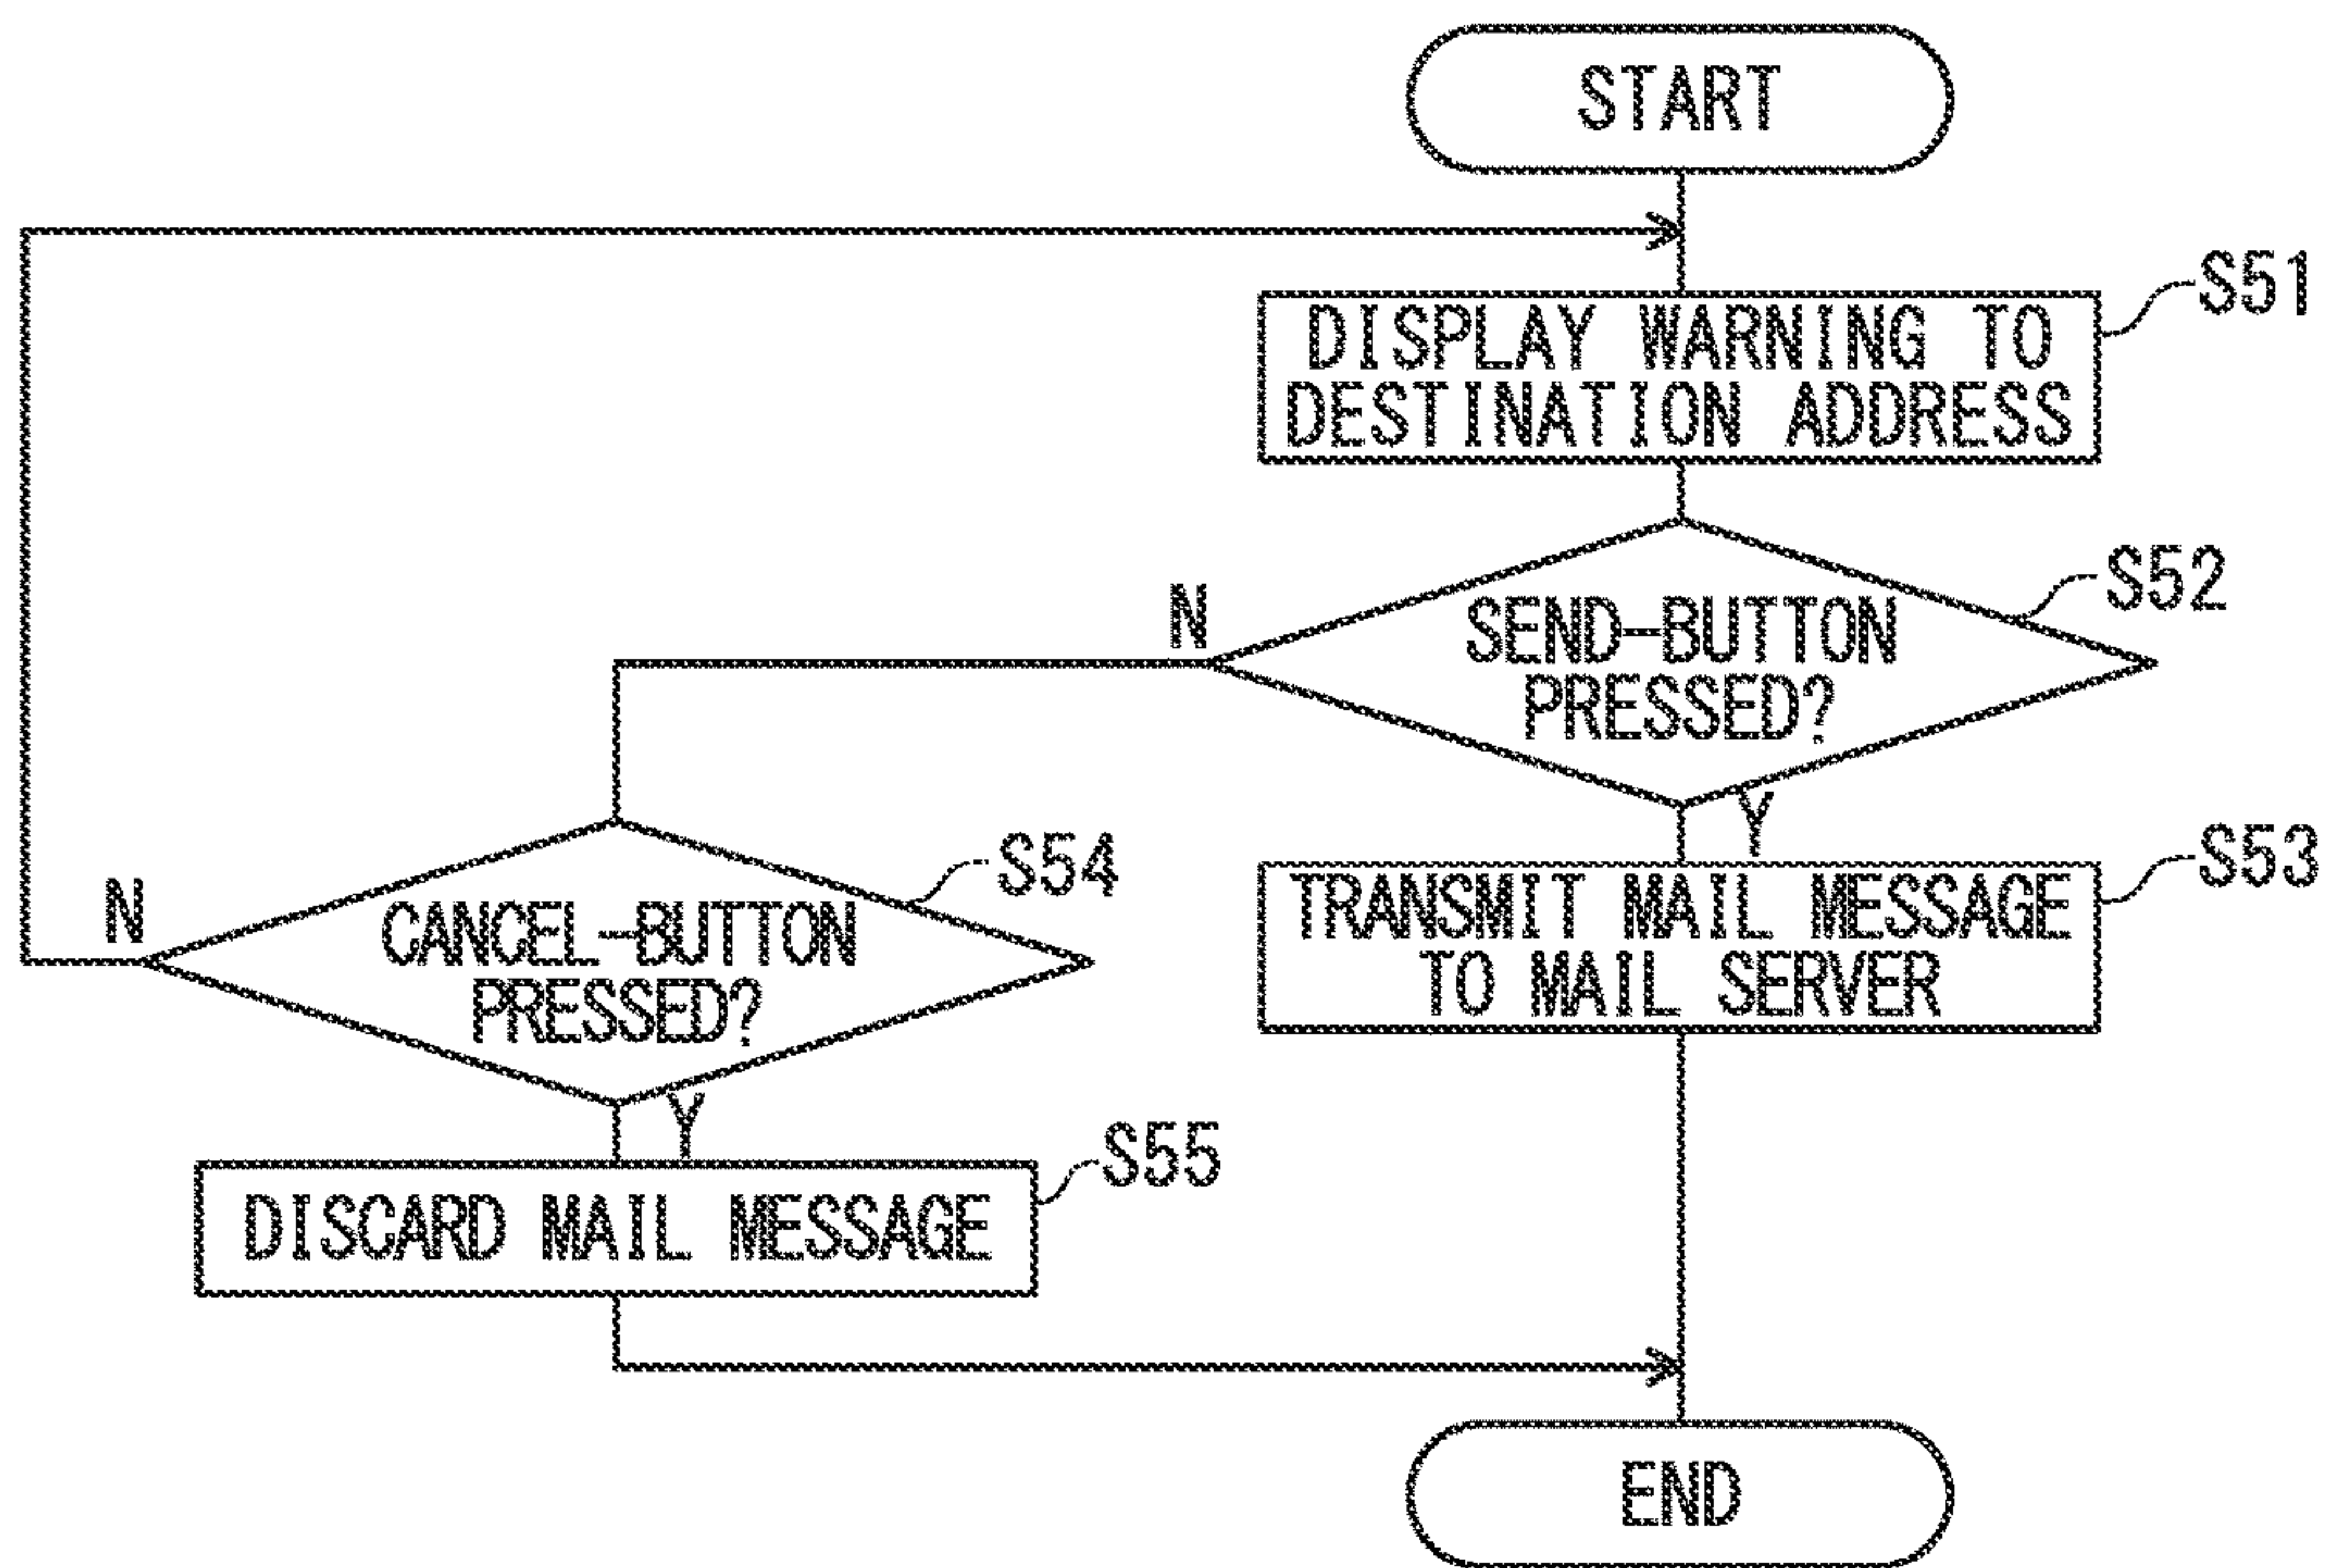 START
S51
DISPLAY WARNING TO
DESTINATION ADDRESS
S52
N
SEND-BUTTON
PRESSED?
Y
S53
TRANSMIT MAIL MESSAGE
TO MAIL SERVER
S54
N
CANCEL-BUTTON
PRESSED?
Y
S55
DISCARD MAIL MESSAGE
END